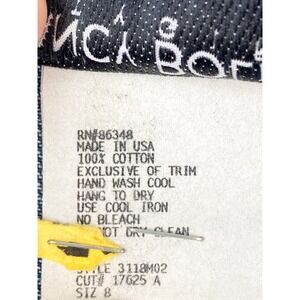 RN#86348
MADE IN USA
100% COTTON
EXCLUSIVE OF TRIM
HAND WASH COOL
HANG TO DRY
USE COOL IRON
NO BLEACH
NOT DRY CLEAN
STYLE 3118M02
CUT# 17625 A
SIZ 8